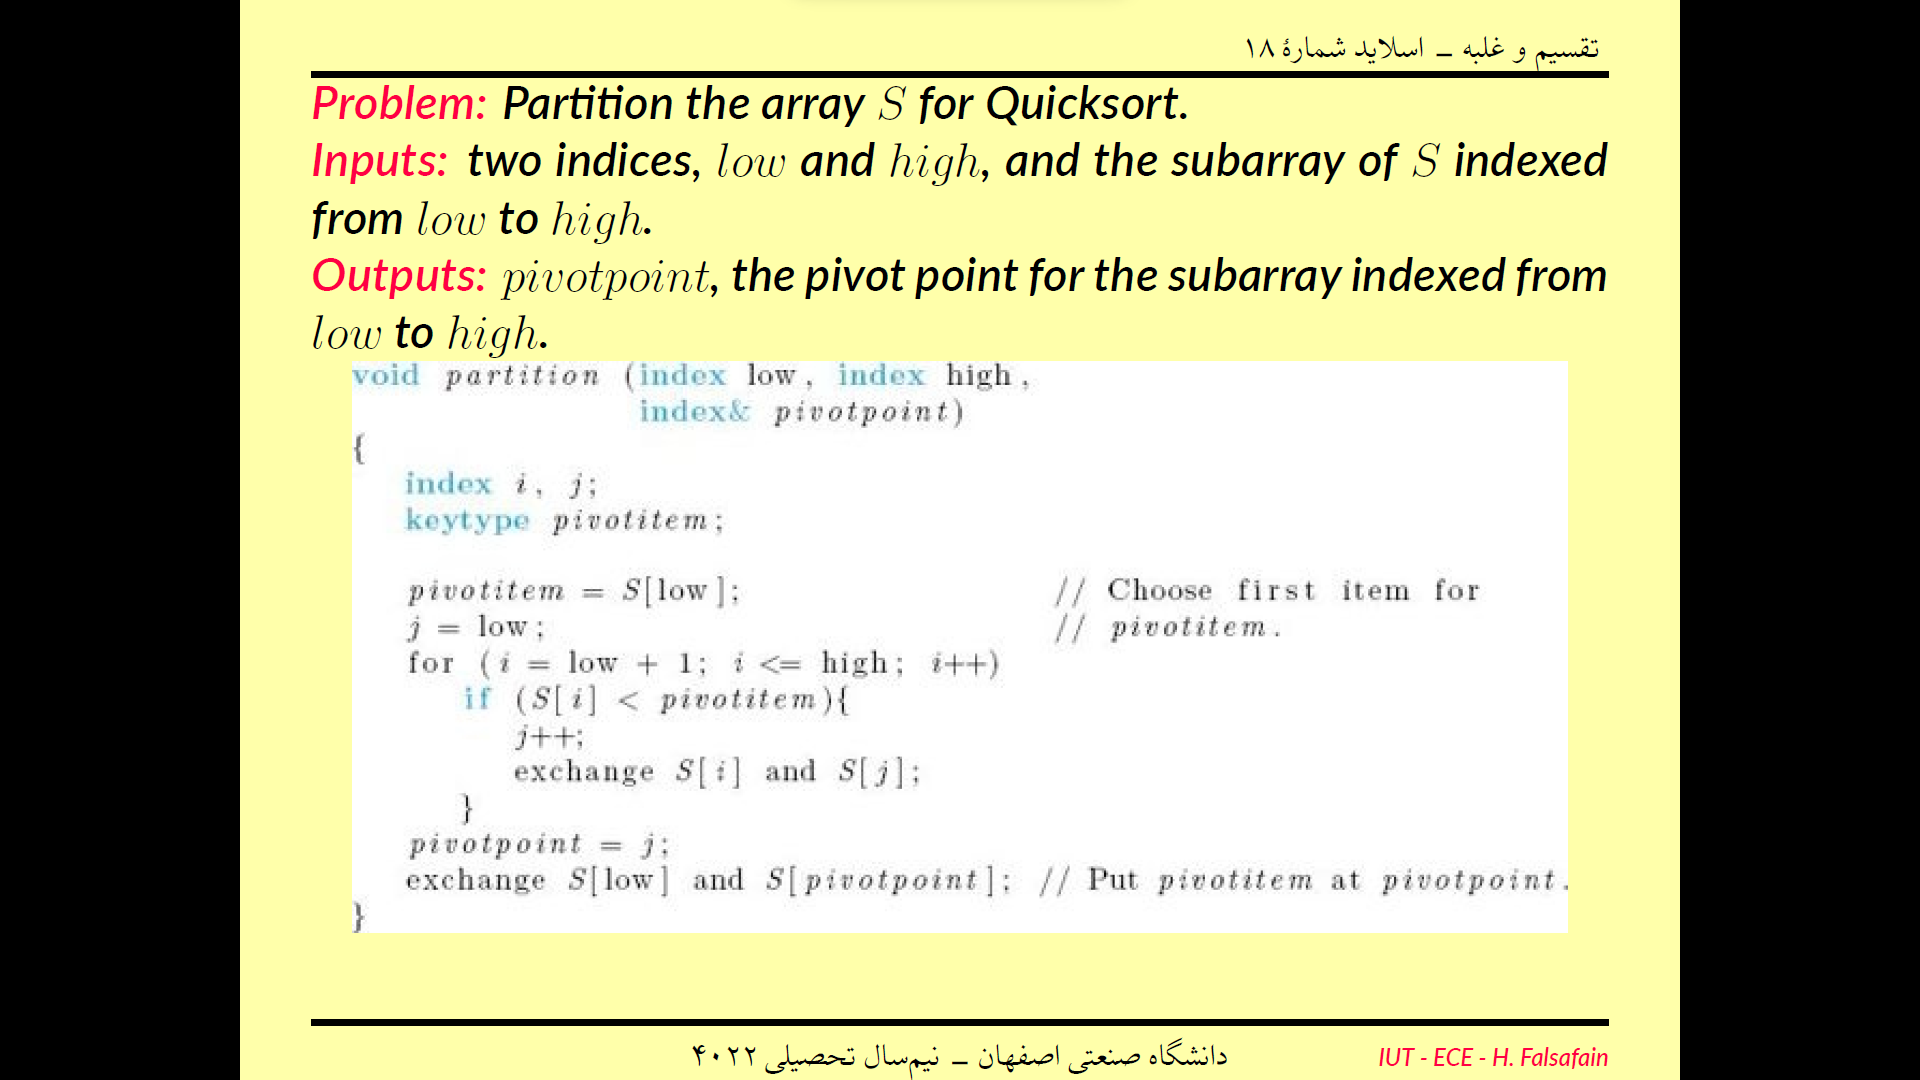 تقسیم و غلبه – اسلاید شمارهٔ ۱۸
Problem: Partition the array S for Quicksort.
Inputs: two indices, low and high, and the subarray of S indexed
from low to high.
Outputs: pivotpoint, the pivot point for the subarray indexed from
low to high.
void partition (index low, index high,
index& pivotpoint)
{
index i, j;
keytype pivotitem;
pivotitem = S[low]; // Choose first item for
j = low; // pivotitem.
for (i = low + 1; i <= high; i++)
if (S[i] < pivotitem){
j++;
exchange S[i] and S[j];
}
pivotpoint = j;
exchange S[low] and S[pivotpoint]; // Put pivotitem at pivotpoint.
}
دانشگاه صنعتی اصفهان – نیم‌سال تحصیلی ۴۰۲۲
IUT - ECE - H. Falsafain